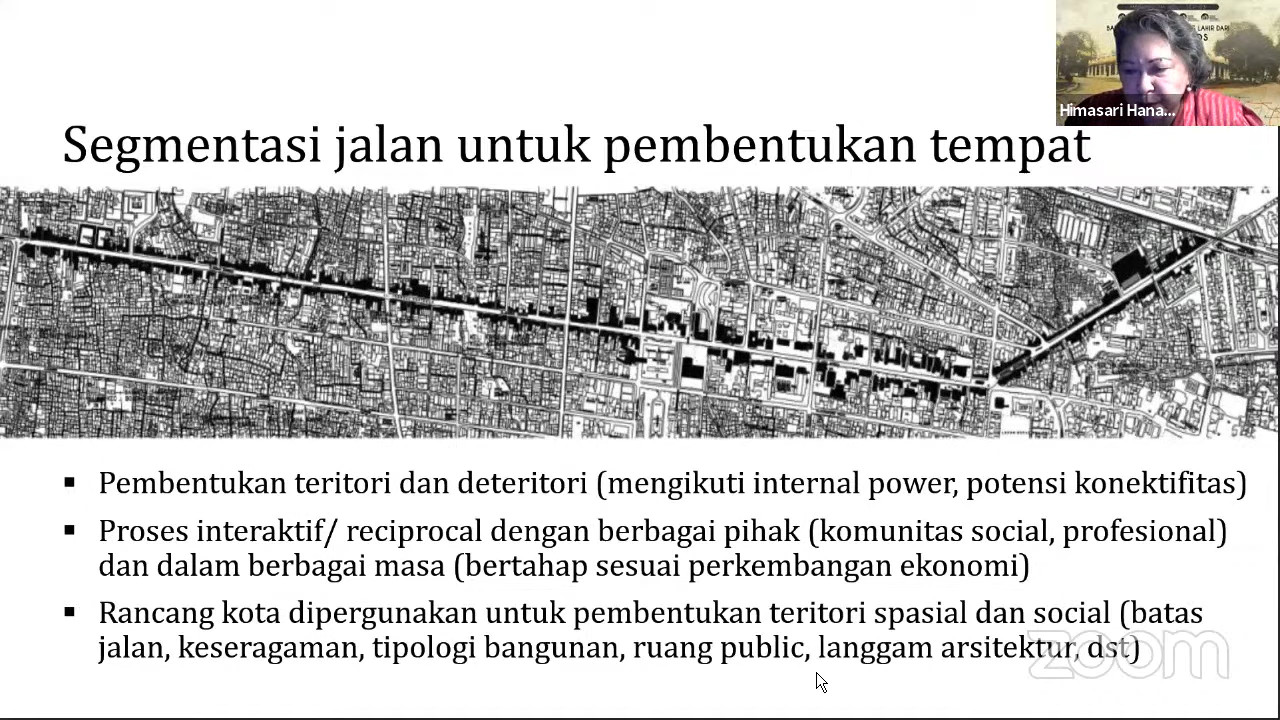 LAHIR DARI
Himasari Hana...
Segmentasi jalan untuk pembentukan tempat
▪ Pembentukan teritori dan deteritori (mengikuti internal power, potensi konektifitas)
▪ Proses interaktif/ reciprocal dengan berbagai pihak (komunitas social, profesional)
dan dalam berbagai masa (bertahap sesuai perkembangan ekonomi)
▪ Rancang kota dipergunakan untuk pembentukan teritori spasial dan social (batas
jalan, keseragaman, tipologi bangunan, ruang public, langgam arsitektur, dst)
zoom